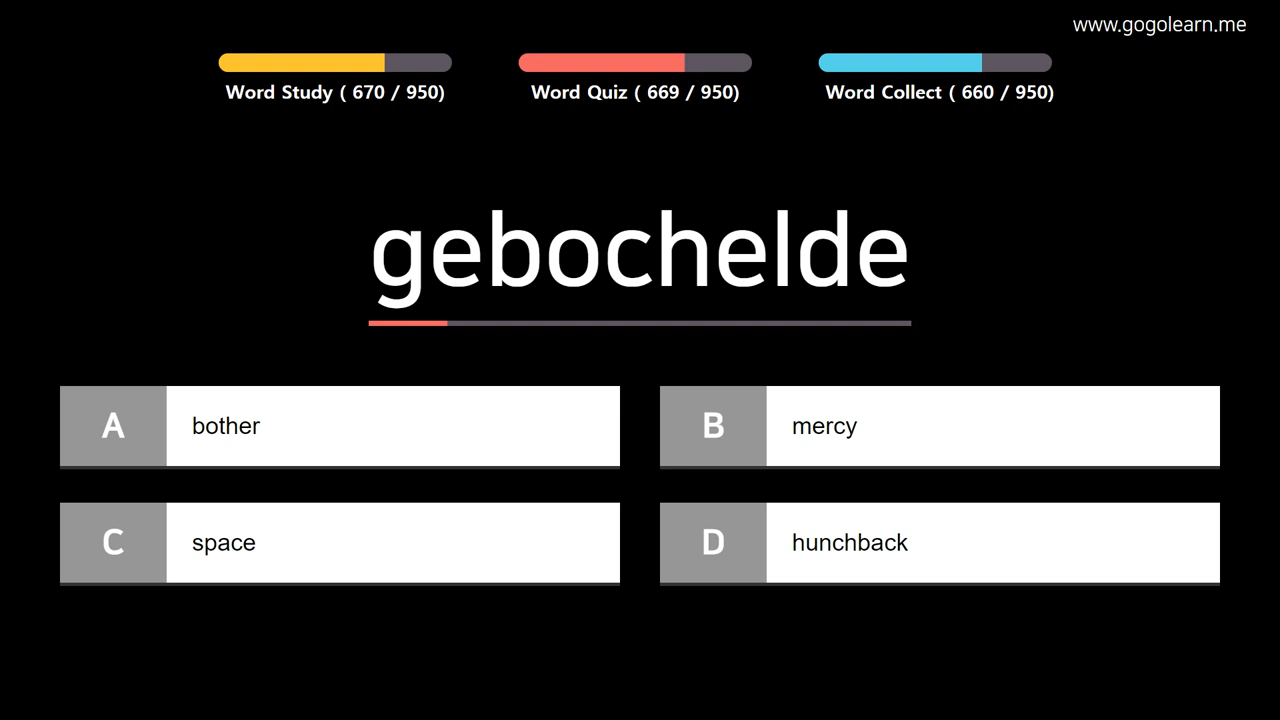 www.gogolearn.me
Word Study ( 670 / 950)
Word Quiz ( 669 / 950)
Word Collect ( 660 / 950)
gebochelde
A bother
B mercy
C space
D hunchback